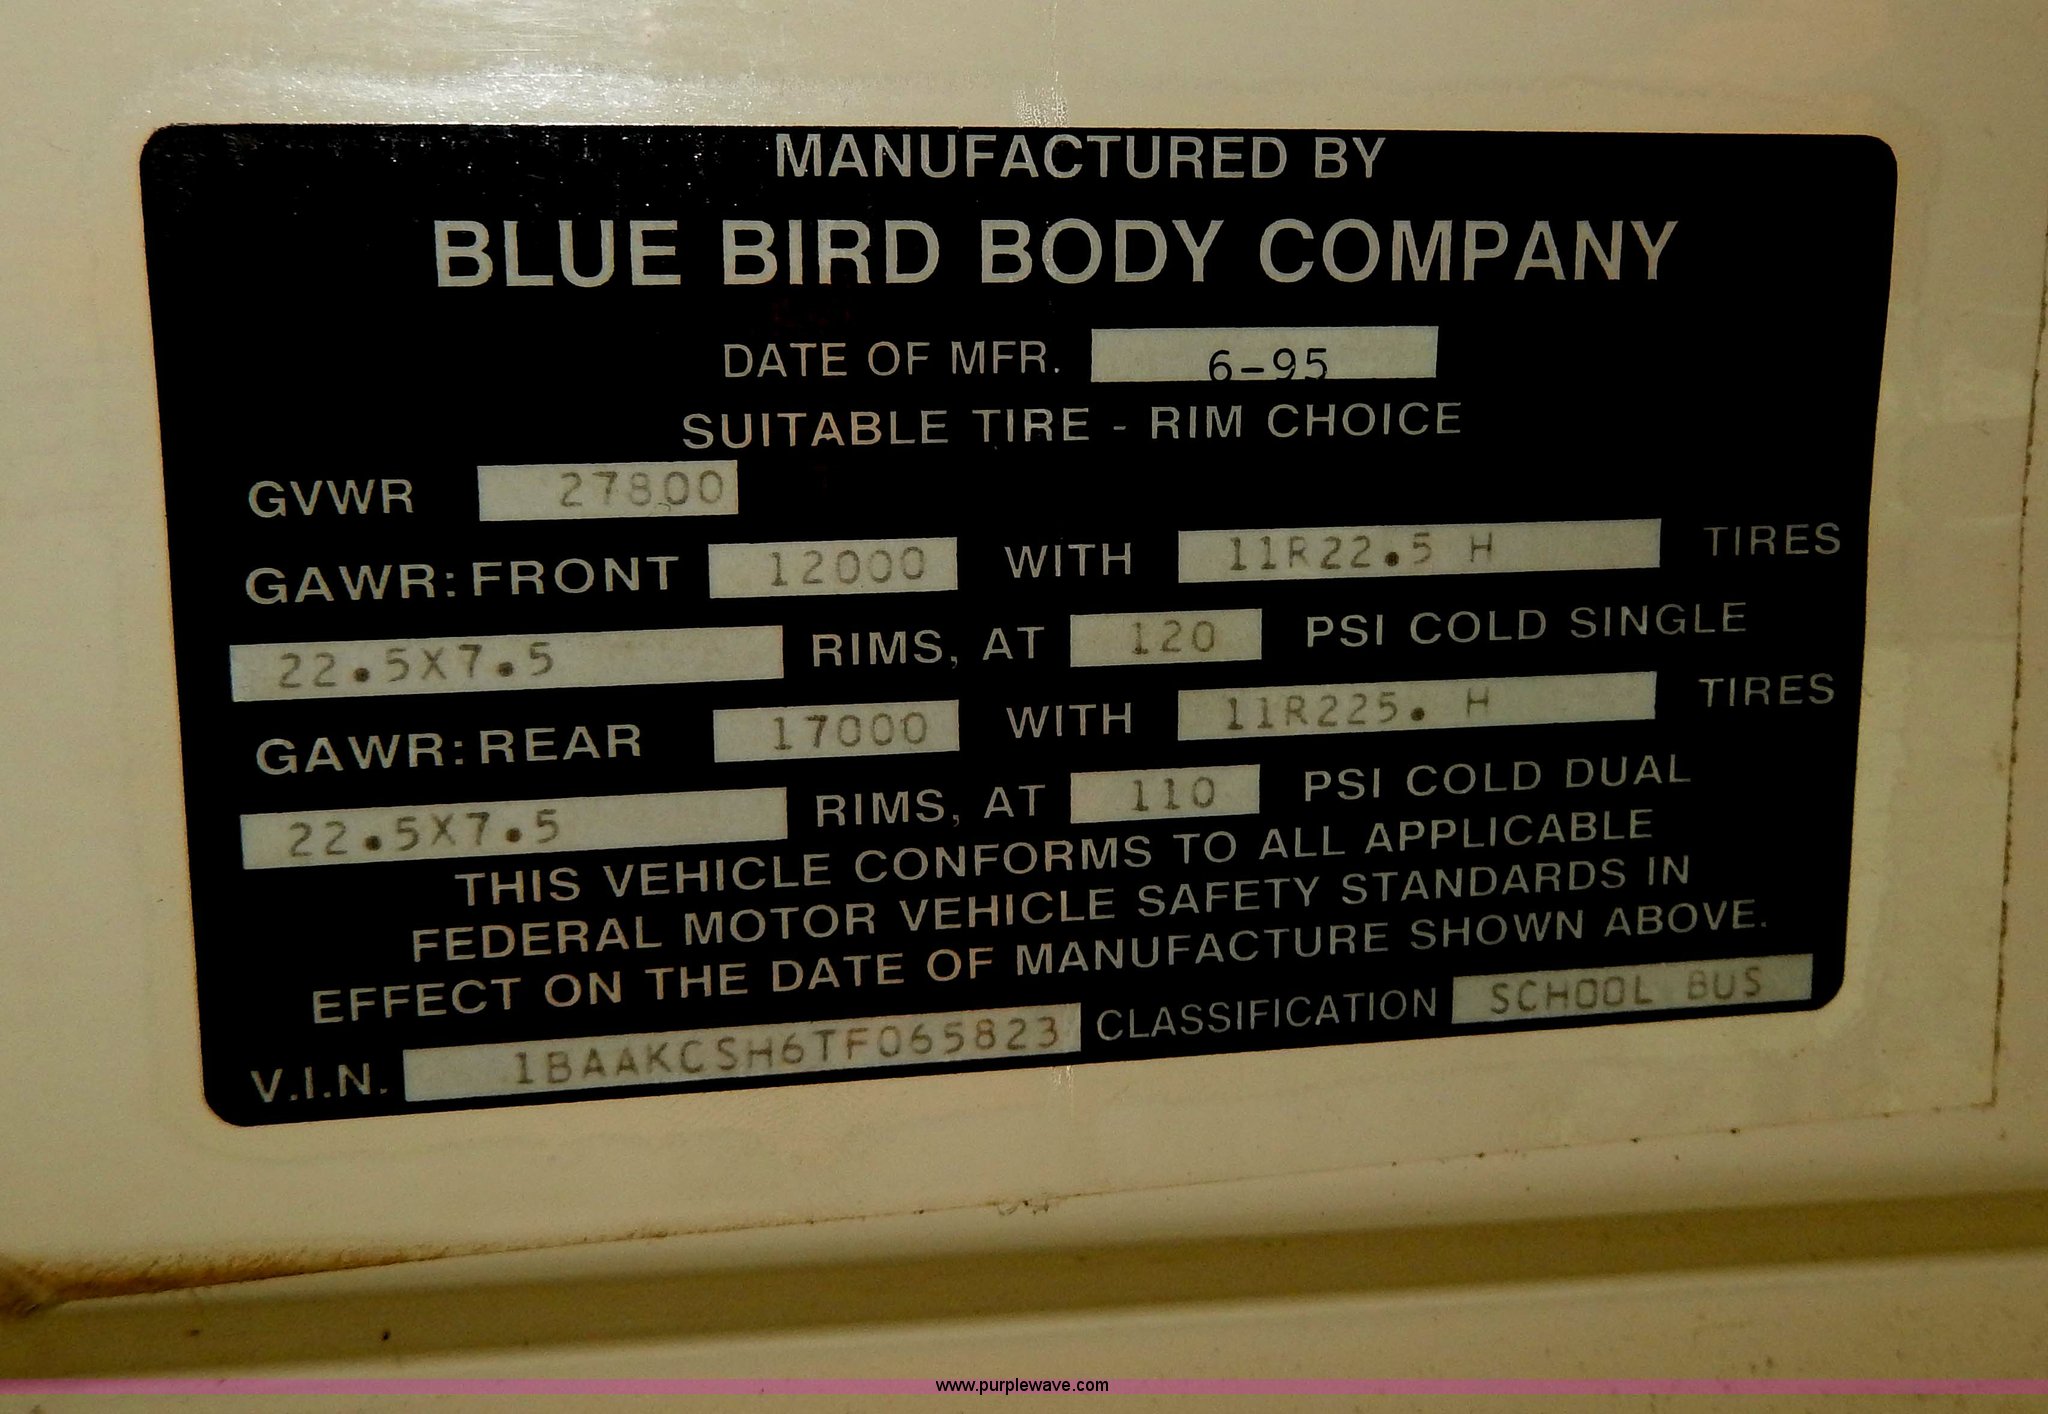 MANUFACTURED BY
BLUE BIRD BODY COMPANY
DATE OF MFR. 6-95
SUITABLE TIRE - RIM CHOICE
GVWR 27800
GAWR: FRONT 12000 WITH 11R22.5 H TIRES
22.5X7.5 RIMS, AT 120 PSI COLD SINGLE
GAWR: REAR 17000 WITH 11R225. H TIRES
22.5X7.5 RIMS, AT 110 PSI COLD DUAL
THIS VEHICLE CONFORMS TO ALL APPLICABLE
FEDERAL MOTOR VEHICLE SAFETY STANDARDS IN
EFFECT ON THE DATE OF MANUFACTURE SHOWN ABOVE.
V.I.N. 1BAAKCSH6TF065823 CLASSIFICATION SCHOOL BUS
www.purplewave.com